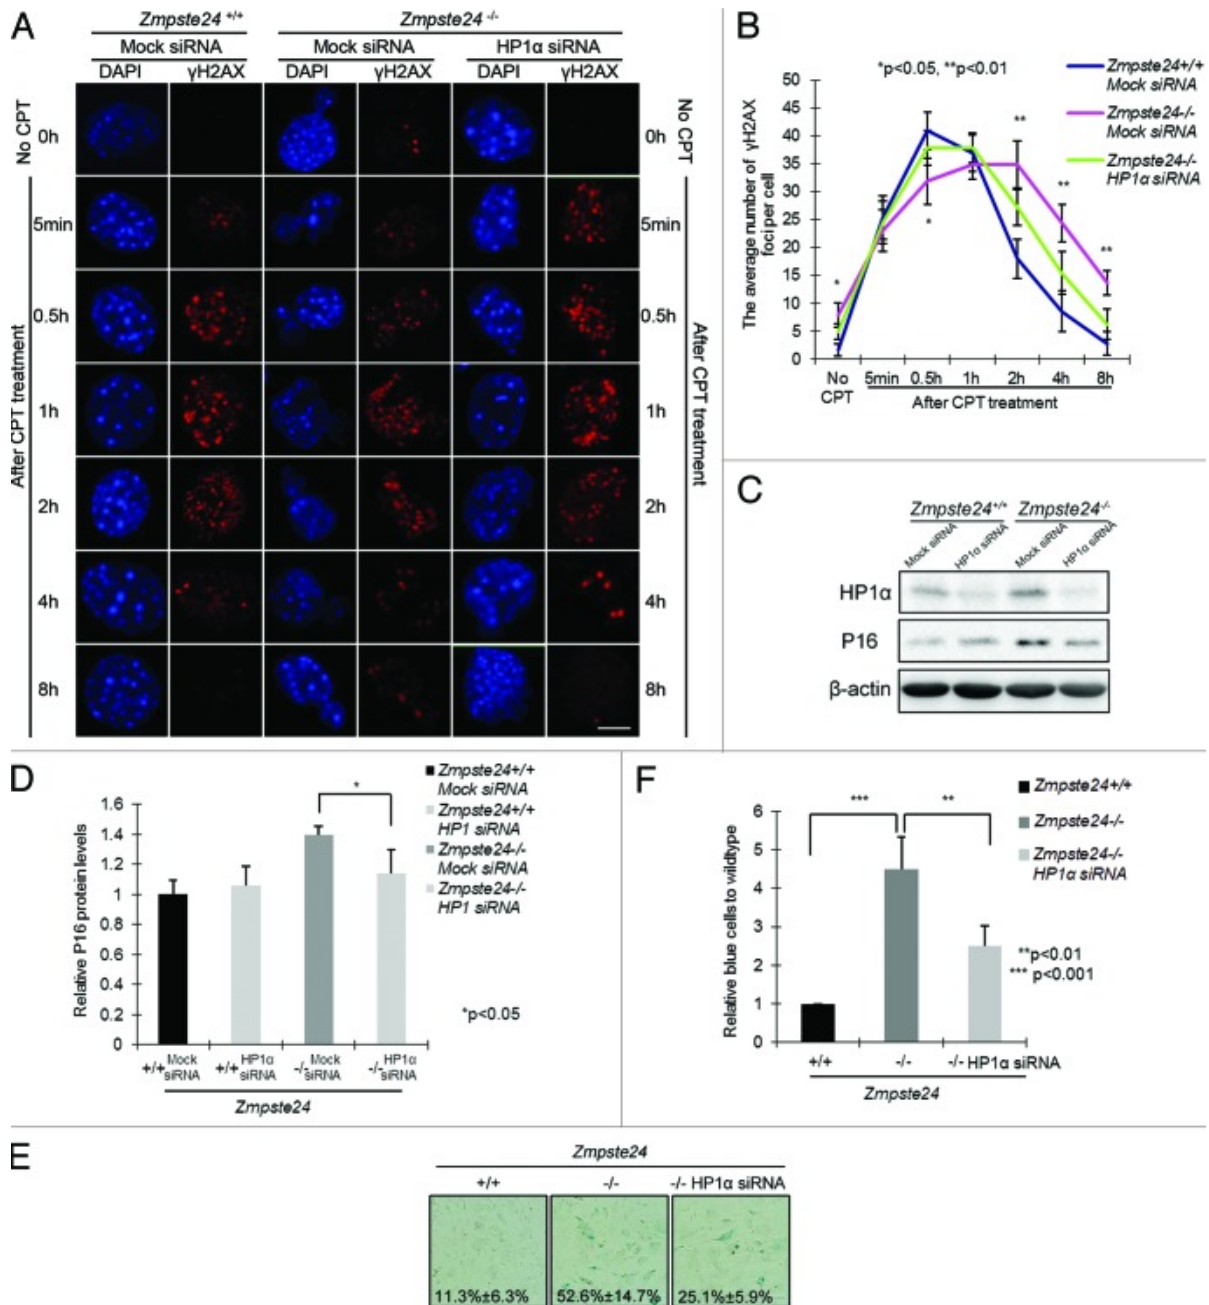 A
Zmpste24 +/+
Zmpste24 -/-
Mock siRNA
Mock siRNA
HP1α siRNA
DAPI
γH2AX
DAPI
γH2AX
DAPI
γH2AX
No CPT
0h
0h
No CPT
After CPT treatment
5min
5min
0.5h
0.5h
1h
1h
2h
2h
4h
4h
8h
8h
After CPT treatment
B
*p<0.05, **p<0.01
Zmpste24+/+
Mock siRNA
Zmpste24-/-
Mock siRNA
Zmpste24-/-
HP1α siRNA
The average number of γH2AX
foci per cell
50
45
40
35
30
25
20
15
10
5
0
*
*
**
**
**
No
CPT
5min
0.5h
1h
2h
4h
8h
After CPT treatment
C
Zmpste24+/+
Zmpste24-/-
Mock siRNA
HP1α siRNA
Mock siRNA
HP1α siRNA
HP1α
P16
β-actin
D
Zmpste24+/+
Mock siRNA
Zmpste24+/+
HP1 siRNA
Zmpste24-/-
Mock siRNA
Zmpste24-/-
HP1 siRNA
Relative P16 protein levels
1.6
1.4
1.2
1
0.8
0.6
0.4
0.2
0
*
*p<0.05
+/+ Mock siRNA
+/+ HP1α siRNA
-/- Mock siRNA
-/- HP1α siRNA
Zmpste24
F
Zmpste24+/+
Zmpste24-/-
Zmpste24-/-
HP1α siRNA
Relative blue cells to wildtype
6
5
4
3
2
1
0
***
**
**p<0.01
*** p<0.001
+/+
-/-
-/- HP1α siRNA
Zmpste24
E
Zmpste24
+/+
-/-
-/- HP1α siRNA
11.3%±6.3%
52.6%±14.7%
25.1%±5.9%